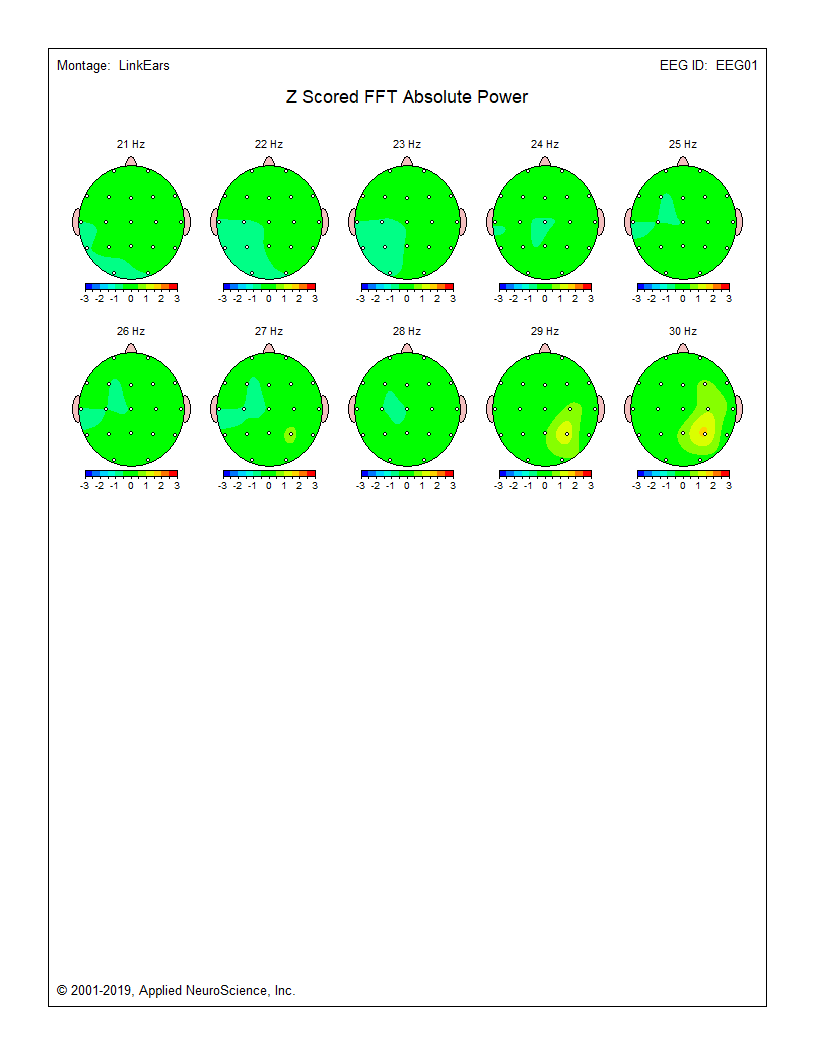 Montage: LinkEars EEG ID: EEG01
Z Scored FFT Absolute Power
21 Hz 22 Hz 23 Hz 24 Hz 25 Hz
-3 -2 -1 0 1 2 3 -3 -2 -1 0 1 2 3 -3 -2 -1 0 1 2 3 -3 -2 -1 0 1 2 3 -3 -2 -1 0 1 2 3
26 Hz 27 Hz 28 Hz 29 Hz 30 Hz
-3 -2 -1 0 1 2 3 -3 -2 -1 0 1 2 3 -3 -2 -1 0 1 2 3 -3 -2 -1 0 1 2 3 -3 -2 -1 0 1 2 3
© 2001-2019, Applied NeuroScience, Inc.